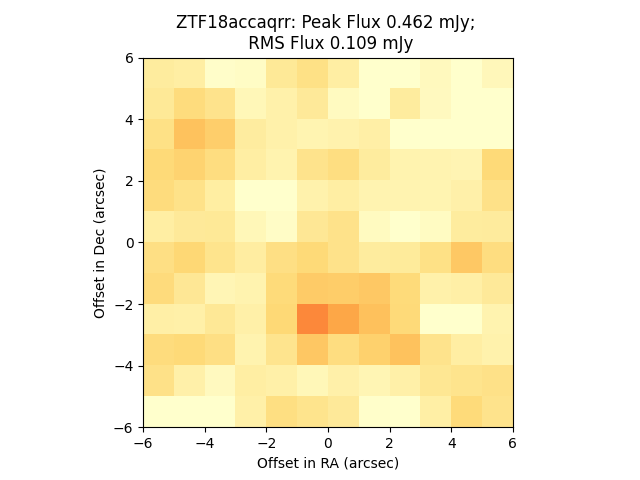 ZTF18accaqrr: Peak Flux 0.462 mJy;
RMS Flux 0.109 mJy
6
4
2
0
−2
−4
−6
Offset in Dec (arcsec)
−6 −4 −2 0 2 4 6
Offset in RA (arcsec)